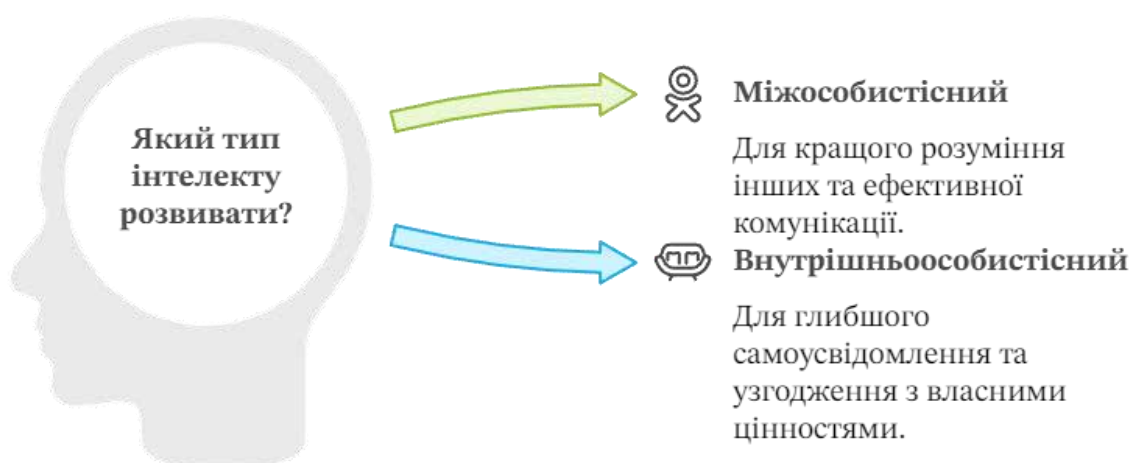 Який тип
інтелекту
розвивати?
Міжособистісний
Для кращого розуміння
інших та ефективної
комунікації.
Внутрішньоособистісний
Для глибшого
самоусвідомлення та
узгодження з власними
цінностями.